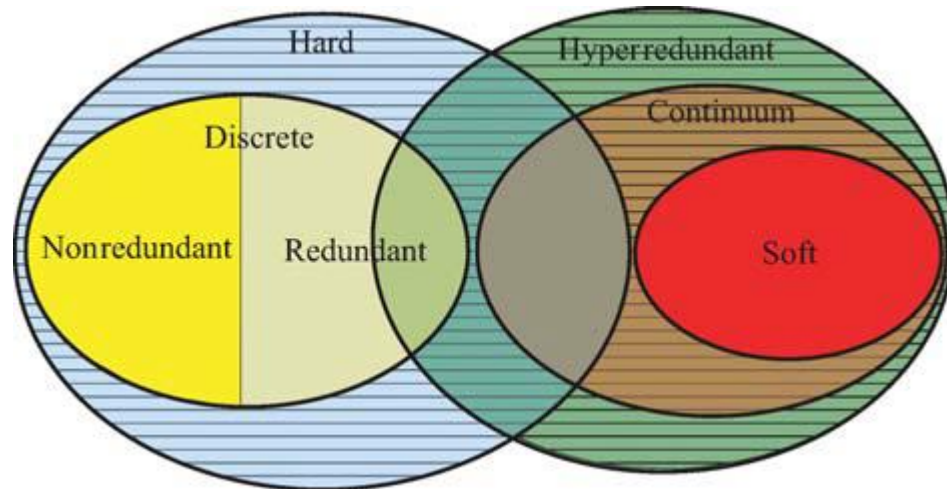 Hard
Hyperredundant
Continuum
Discrete
Nonredundant
Redundant
Soft